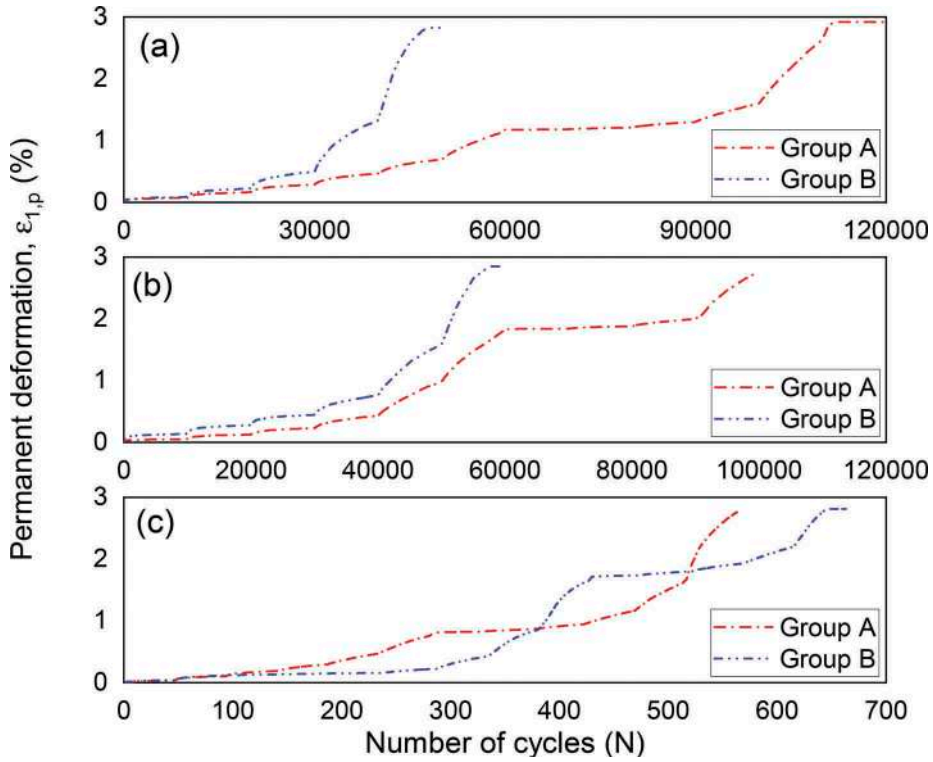 Permanent deformation, ε1,p (%)
(a)
3
2
1
0
Group A
Group B
0 30000 60000 90000 120000
(b)
3
2
1
0
Group A
Group B
0 20000 40000 60000 80000 100000 120000
(c)
3
2
1
0
Group A
Group B
0 100 200 300 400 500 600 700
Number of cycles (N)